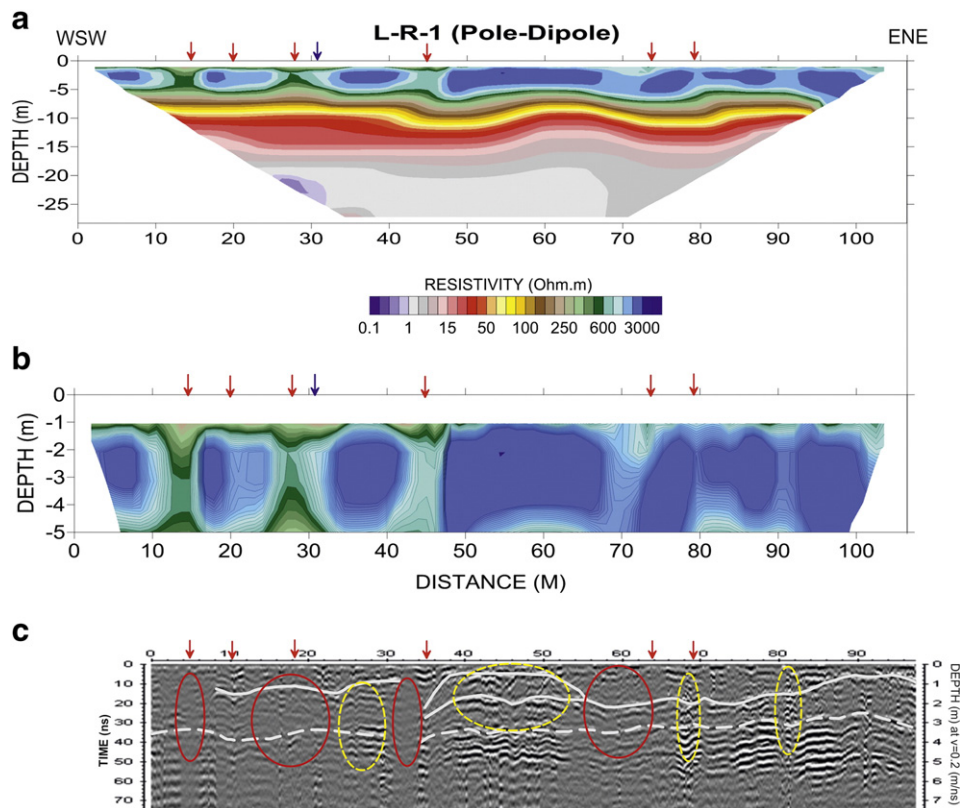 a
WSW
L-R-1 (Pole-Dipole)
ENE
DEPTH (m)
0
-5
-10
-15
-20
-25
0 10 20 30 40 50 60 70 80 90 100
RESISTIVITY (Ohm.m)
0.1 1 15 50 100 250 600 3000
b
DEPTH (m)
0
-1
-2
-3
-4
-5
0 10 20 30 40 50 60 70 80 90 100
DISTANCE (M)
c
0 10 20 30 40 50 60 70 80 90
TIME (ns)
0
10
20
30
40
50
60
70
0
1
2
3
4
5
6
7
DEPTH (m) at v=0.2 (m/ns)